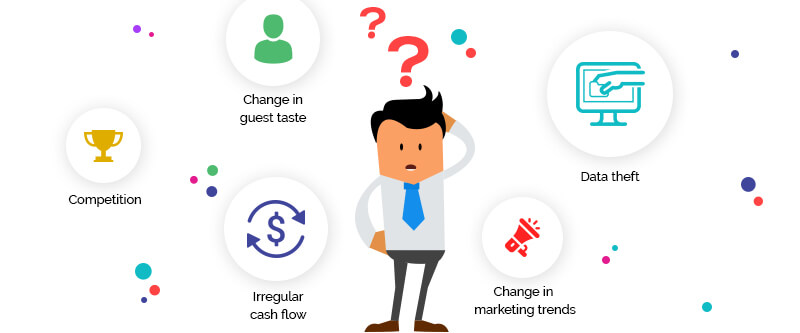 ?
?
Change in
guest taste
Competition
Data theft
$
Irregular
cash flow
Change in
marketing trends